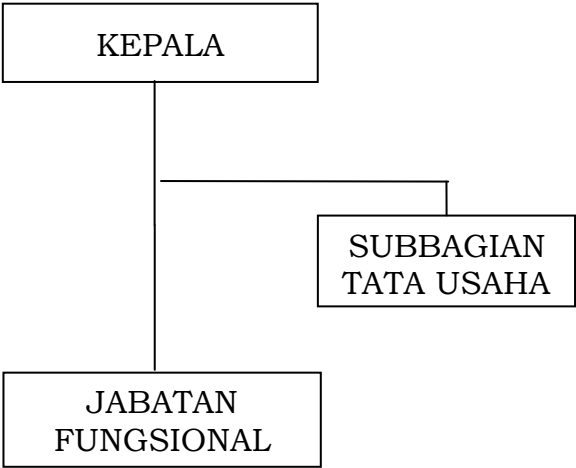 KEPALA
SUBBAGIAN
TATA USAHA
JABATAN
FUNGSIONAL